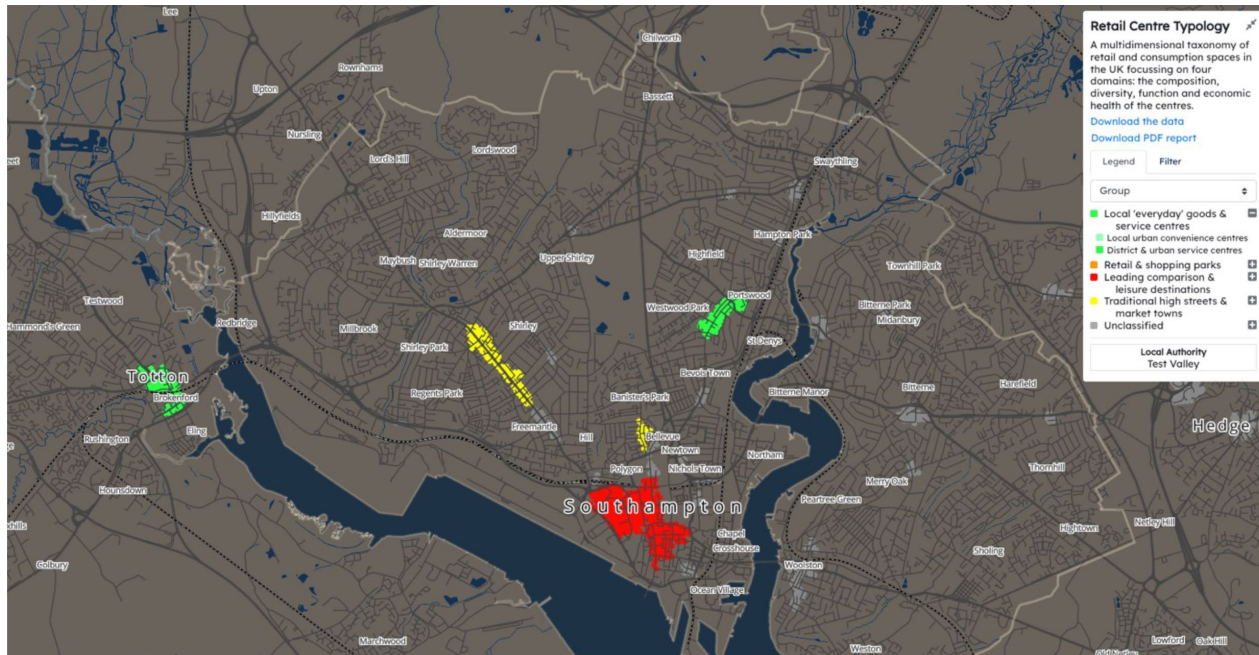 Lee
Chilworth
Rownhams
Upton
Bassett
Nursling
Lord's Hill
Lordswood
Swaythling
Hillyfields
Hampton Park
Aldermoor
Highfield
Maybush
Shirley Warren
Upper Shirley
Townhill Park
Testwood
Westwood Park
Portswood
Bitterne Park
Midanbury
Hammond's Green
Redbridge
Millbrook
Shirley
St Denys
Shirley Park
Totton
Bevois Town
Brokenford
Regents Park
Banister's Park
Bitterne Manor
Bitterne
Harefield
Rushington
Eling
Freemantle
Hill
Bellevue
Hedge
Newtown
Northam
Polygon
Nichols Town
Thornhill
Hounsdown
Merry Oak
Peartree Green
Southampton
Netley Hill
Hightown
Chapel
Crosshouse
Sholing
Colbury
Woolston
Ocean Village
Marchwood
Weston
Lowford
Oak Hill
Old Netley
Retail Centre Typology
A multidimensional taxonomy of
retail and consumption spaces in
the UK focussing on four
domains: the composition,
diversity, function and economic
health of the centres.
Download the data
Download PDF report
Legend Filter
Group
Local 'everyday' goods &
service centres
Local urban convenience centres
District & urban service centres
Retail & shopping parks
Leading comparison &
leisure destinations
Traditional high streets &
market towns
Unclassified
Local Authority
Test Valley